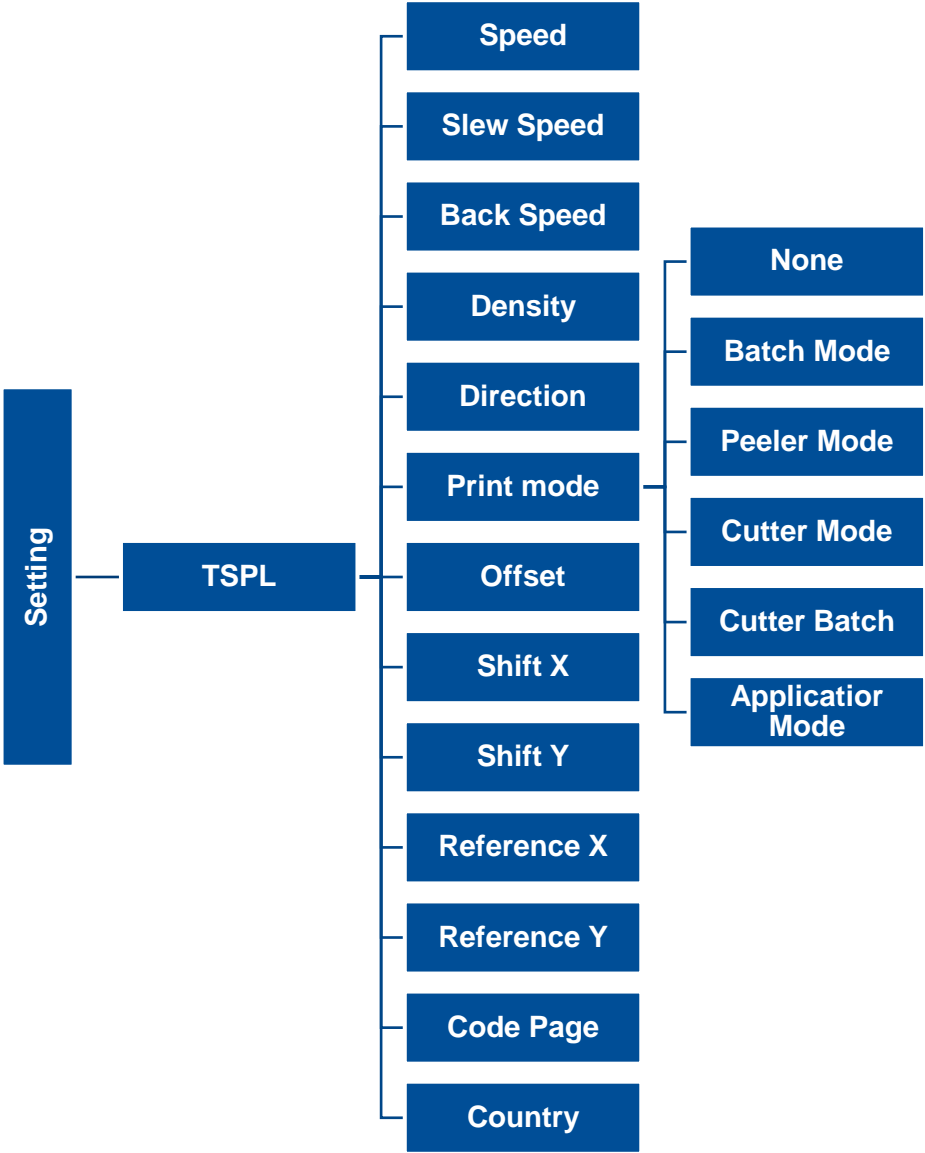 Setting
TSPL
Speed
Slew Speed
Back Speed
Density
Direction
Print mode
Offset
Shift X
Shift Y
Reference X
Reference Y
Code Page
Country
None
Batch Mode
Peeler Mode
Cutter Mode
Cutter Batch
Applicatior
Mode